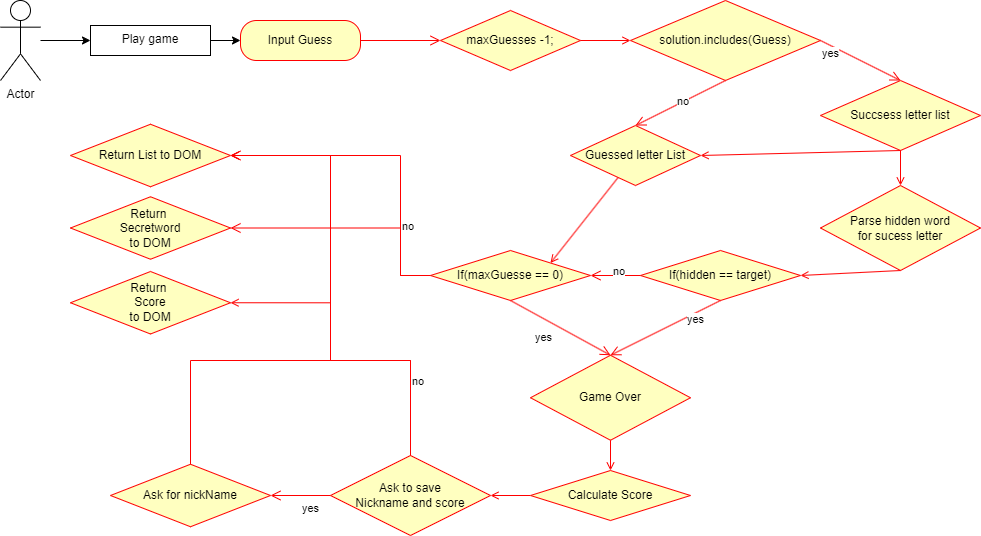 Actor
Play game
Input Guess
maxGuesses -1;
solution.includes(Guess)
yes
no
Succsess letter list
Guessed letter List
Parse hidden word
for sucess letter
Return List to DOM
Return
Secretword
to DOM
no
If(maxGuesse == 0)
no
If(hidden == target)
Return
Score
to DOM
yes
yes
no
Game Over
Ask for nickName
yes
Ask to save
Nickname and score
Calculate Score